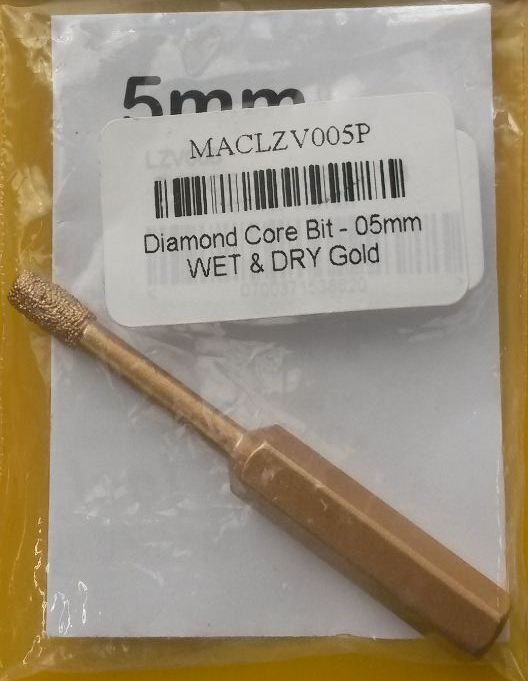 5mm
MACLZV005P
Diamond Core Bit - 05mm
WET & DRY Gold